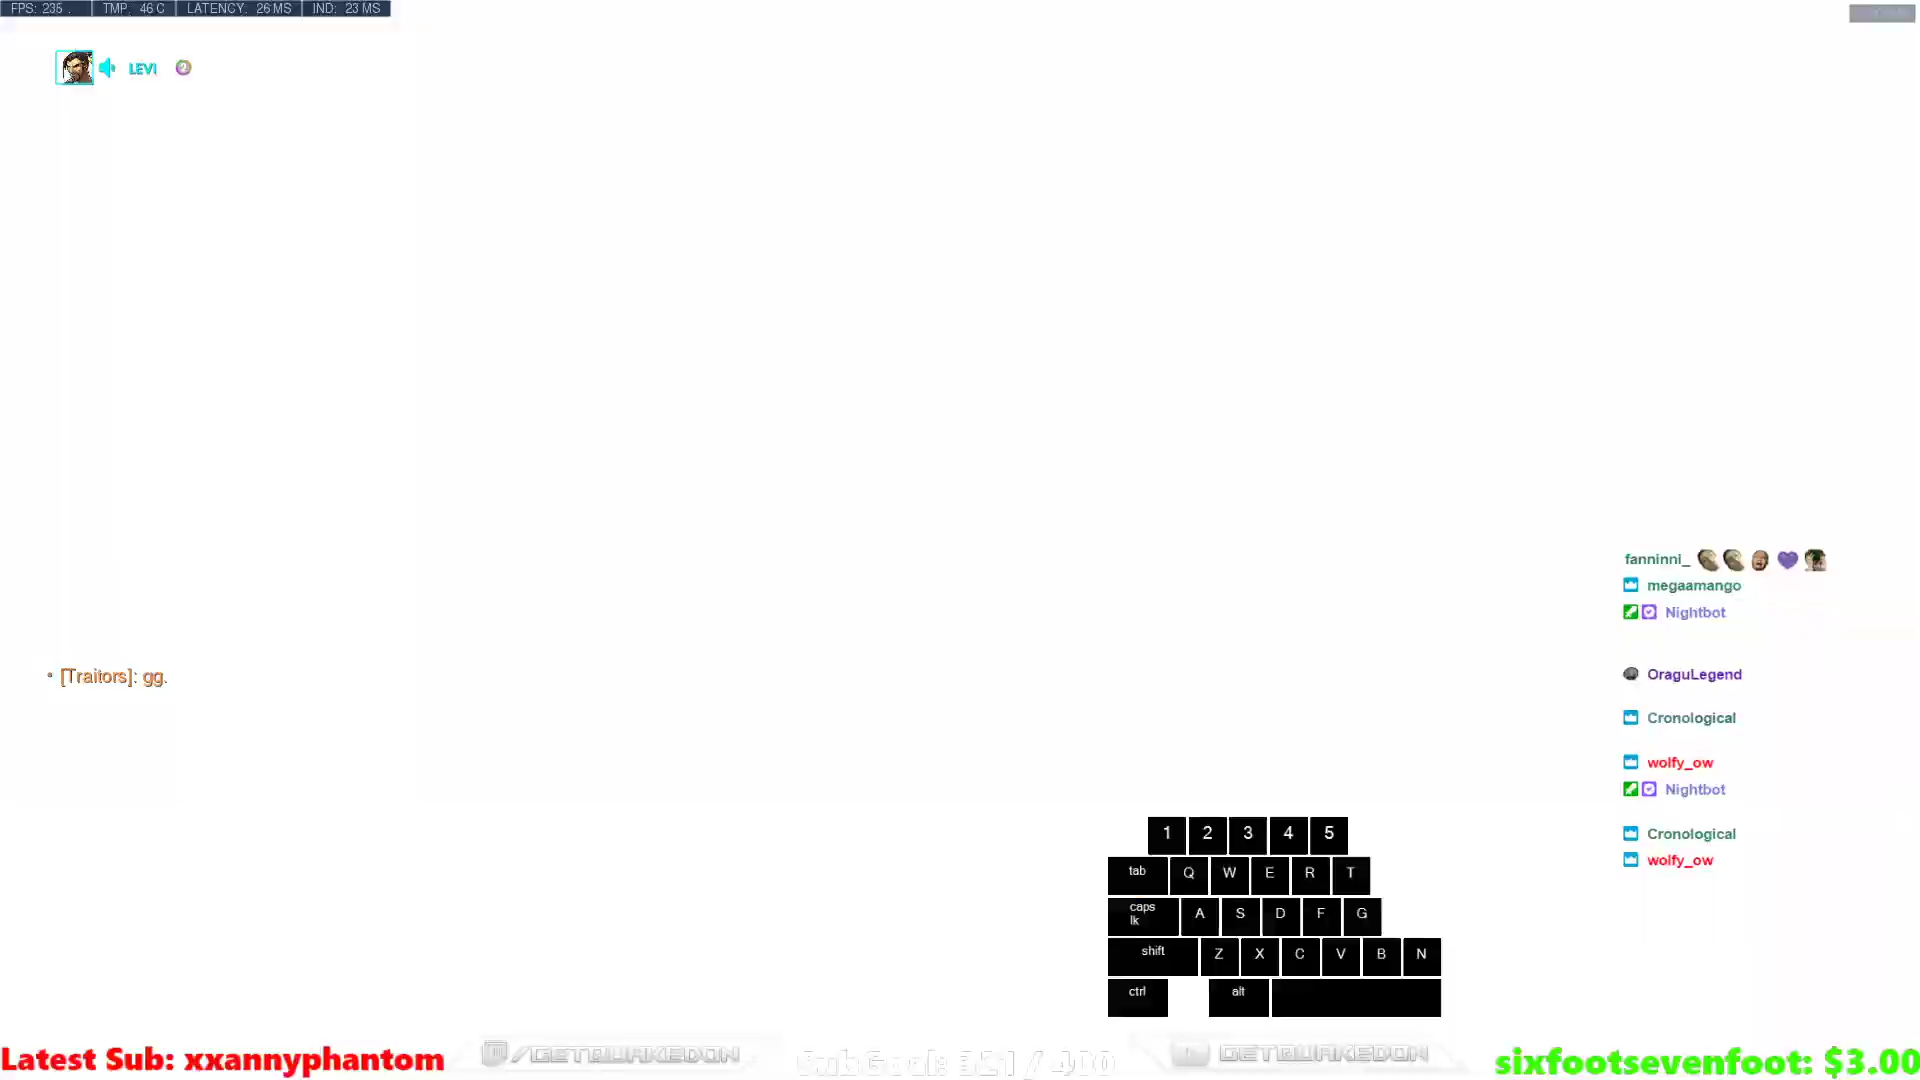 FPS: 235 . TMP. 46 C LATENCY: 26 MS IND: 23 MS
LEVI
fanninni_
megaamango
Nightbot
• [Traitors]: gg.
OraguLegend
Cronological
wolfy_ow
Nightbot
Cronological
wolfy_ow
1 2 3 4 5
tab Q W E R T
caps lk A S D F G
shift Z X C V B N
ctrl alt
Latest Sub: xxannyphantom
/GETQUAKEDON
GETQUAKEDON
sixfootsevenfoot: $3.00